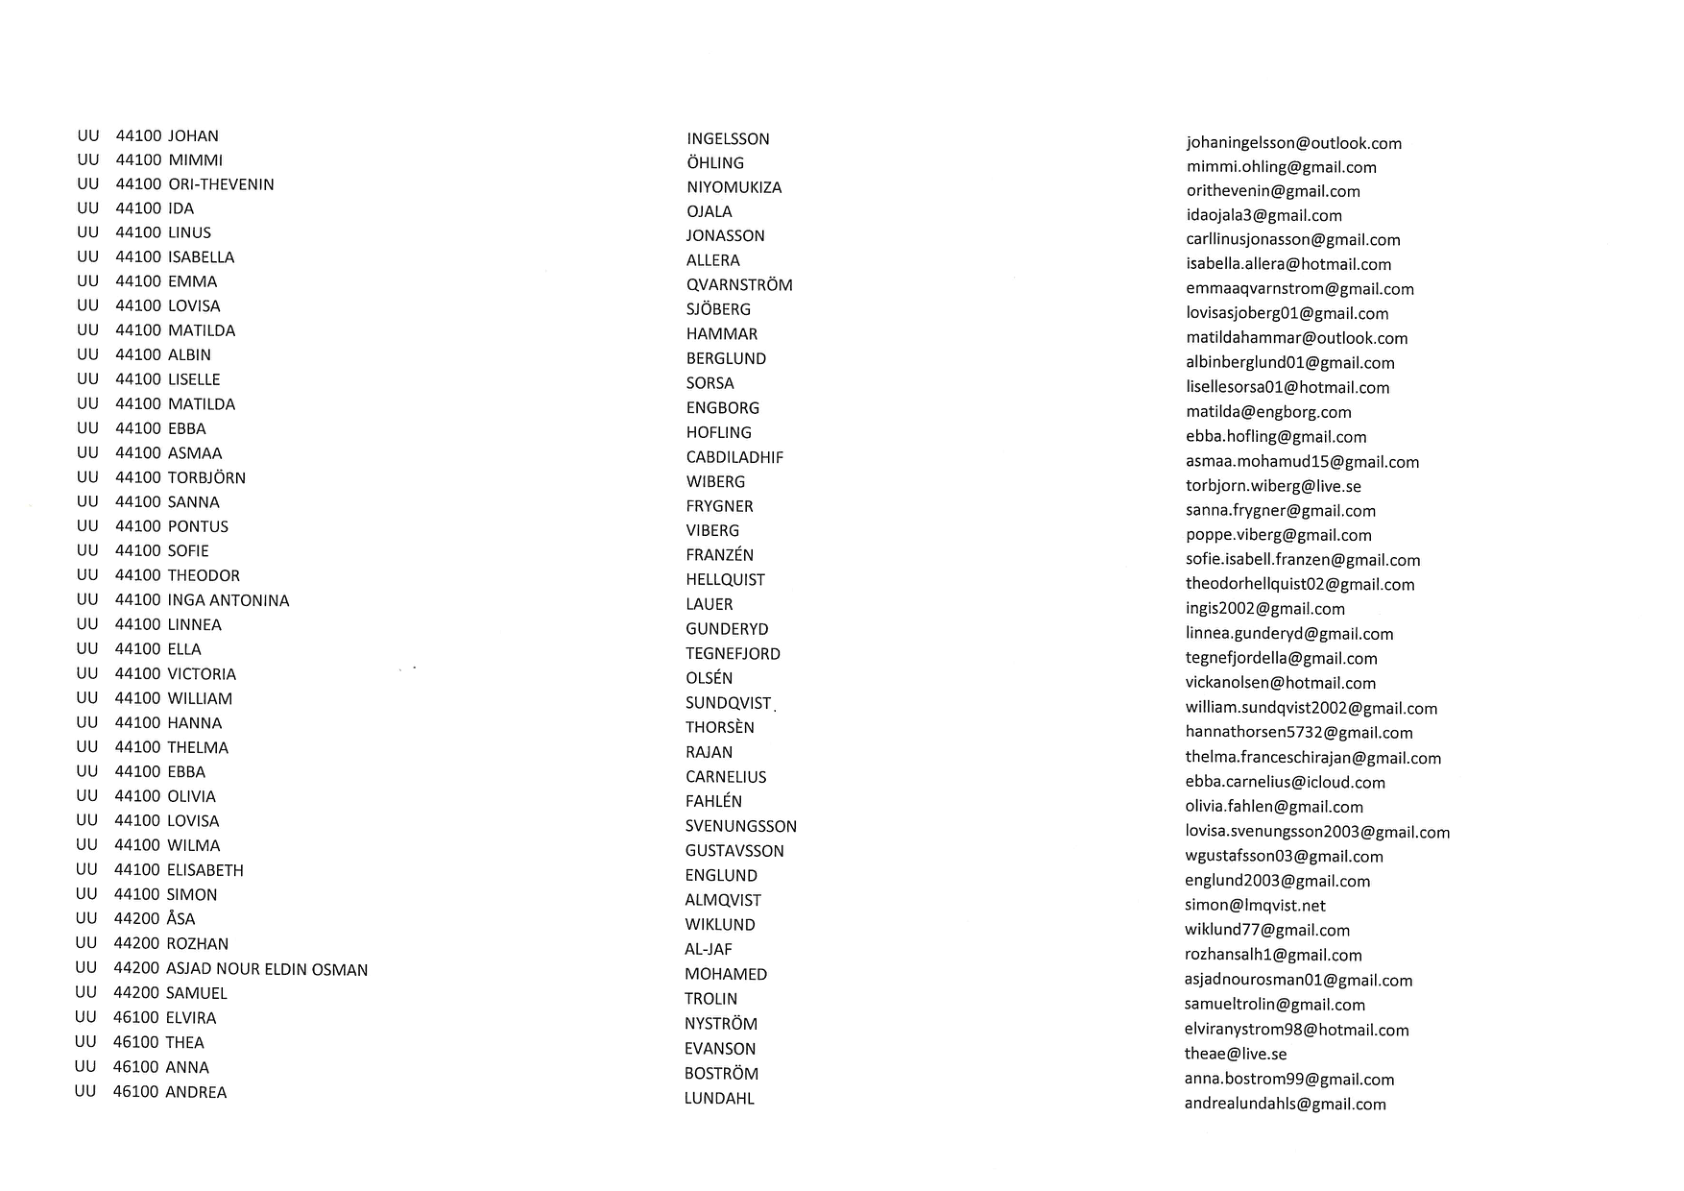 UU 44100 JOHAN INGELSSON johaningelsson@outlook.com
UU 44100 MIMMI ÖHLING mimmi.ohling@gmail.com
UU 44100 ORI-THEVENIN NIYOMUKIZA orithevenin@gmail.com
UU 44100 IDA OJALA idaojala3@gmail.com
UU 44100 LINUS JONASSON carllinusjonasson@gmail.com
UU 44100 ISABELLA ALLERA isabella.allera@hotmail.com
UU 44100 EMMA QVARNSTRÖM emmaaqvarnstrom@gmail.com
UU 44100 LOVISA SJÖBERG lovisasjoberg01@gmail.com
UU 44100 MATILDA HAMMAR matildahammar@outlook.com
UU 44100 ALBIN BERGLUND albinberglund01@gmail.com
UU 44100 LISELLE SORSA lisellesorsa01@hotmail.com
UU 44100 MATILDA ENGBORG matilda@engborg.com
UU 44100 EBBA HOFLING ebba.hofling@gmail.com
UU 44100 ASMAA CABDILADHIF asmaa.mohamud15@gmail.com
UU 44100 TORBJÖRN WIBERG torbjorn.wiberg@live.se
UU 44100 SANNA FRYGNER sanna.frygner@gmail.com
UU 44100 PONTUS VIBERG poppe.viberg@gmail.com
UU 44100 SOFIE FRANZÉN sofie.isabell.franzen@gmail.com
UU 44100 THEODOR HELLQUIST theodorhellquist02@gmail.com
UU 44100 INGA ANTONINA LAUER ingis2002@gmail.com
UU 44100 LINNEA GUNDERYD linnea.gunderyd@gmail.com
UU 44100 ELLA TEGNEFJORD tegnefjordella@gmail.com
UU 44100 VICTORIA OLSÉN vickanolsen@hotmail.com
UU 44100 WILLIAM SUNDQVIST william.sundqvist2002@gmail.com
UU 44100 HANNA THORSÈN hannathorsen5732@gmail.com
UU 44100 THELMA RAJAN thelma.franceschirajan@gmail.com
UU 44100 EBBA CARNELIUS ebba.carnelius@icloud.com
UU 44100 OLIVIA FAHLÉN olivia.fahlen@gmail.com
UU 44100 LOVISA SVENUNGSSON lovisa.svenungsson2003@gmail.com
UU 44100 WILMA GUSTAVSSON wgustafsson03@gmail.com
UU 44100 ELISABETH ENGLUND englund2003@gmail.com
UU 44100 SIMON ALMQVIST simon@lmqvist.net
UU 44200 ÅSA WIKLUND wiklund77@gmail.com
UU 44200 ROZHAN AL-JAF rozhansalh1@gmail.com
UU 44200 ASJAD NOUR ELDIN OSMAN MOHAMED asjadnourosman01@gmail.com
UU 44200 SAMUEL TROLIN samueltrolin@gmail.com
UU 46100 ELVIRA NYSTRÖM elviranystrom98@hotmail.com
UU 46100 THEA EVANSON theae@live.se
UU 46100 ANNA BOSTRÖM anna.bostrom99@gmail.com
UU 46100 ANDREA LUNDAHL andrealundahls@gmail.com